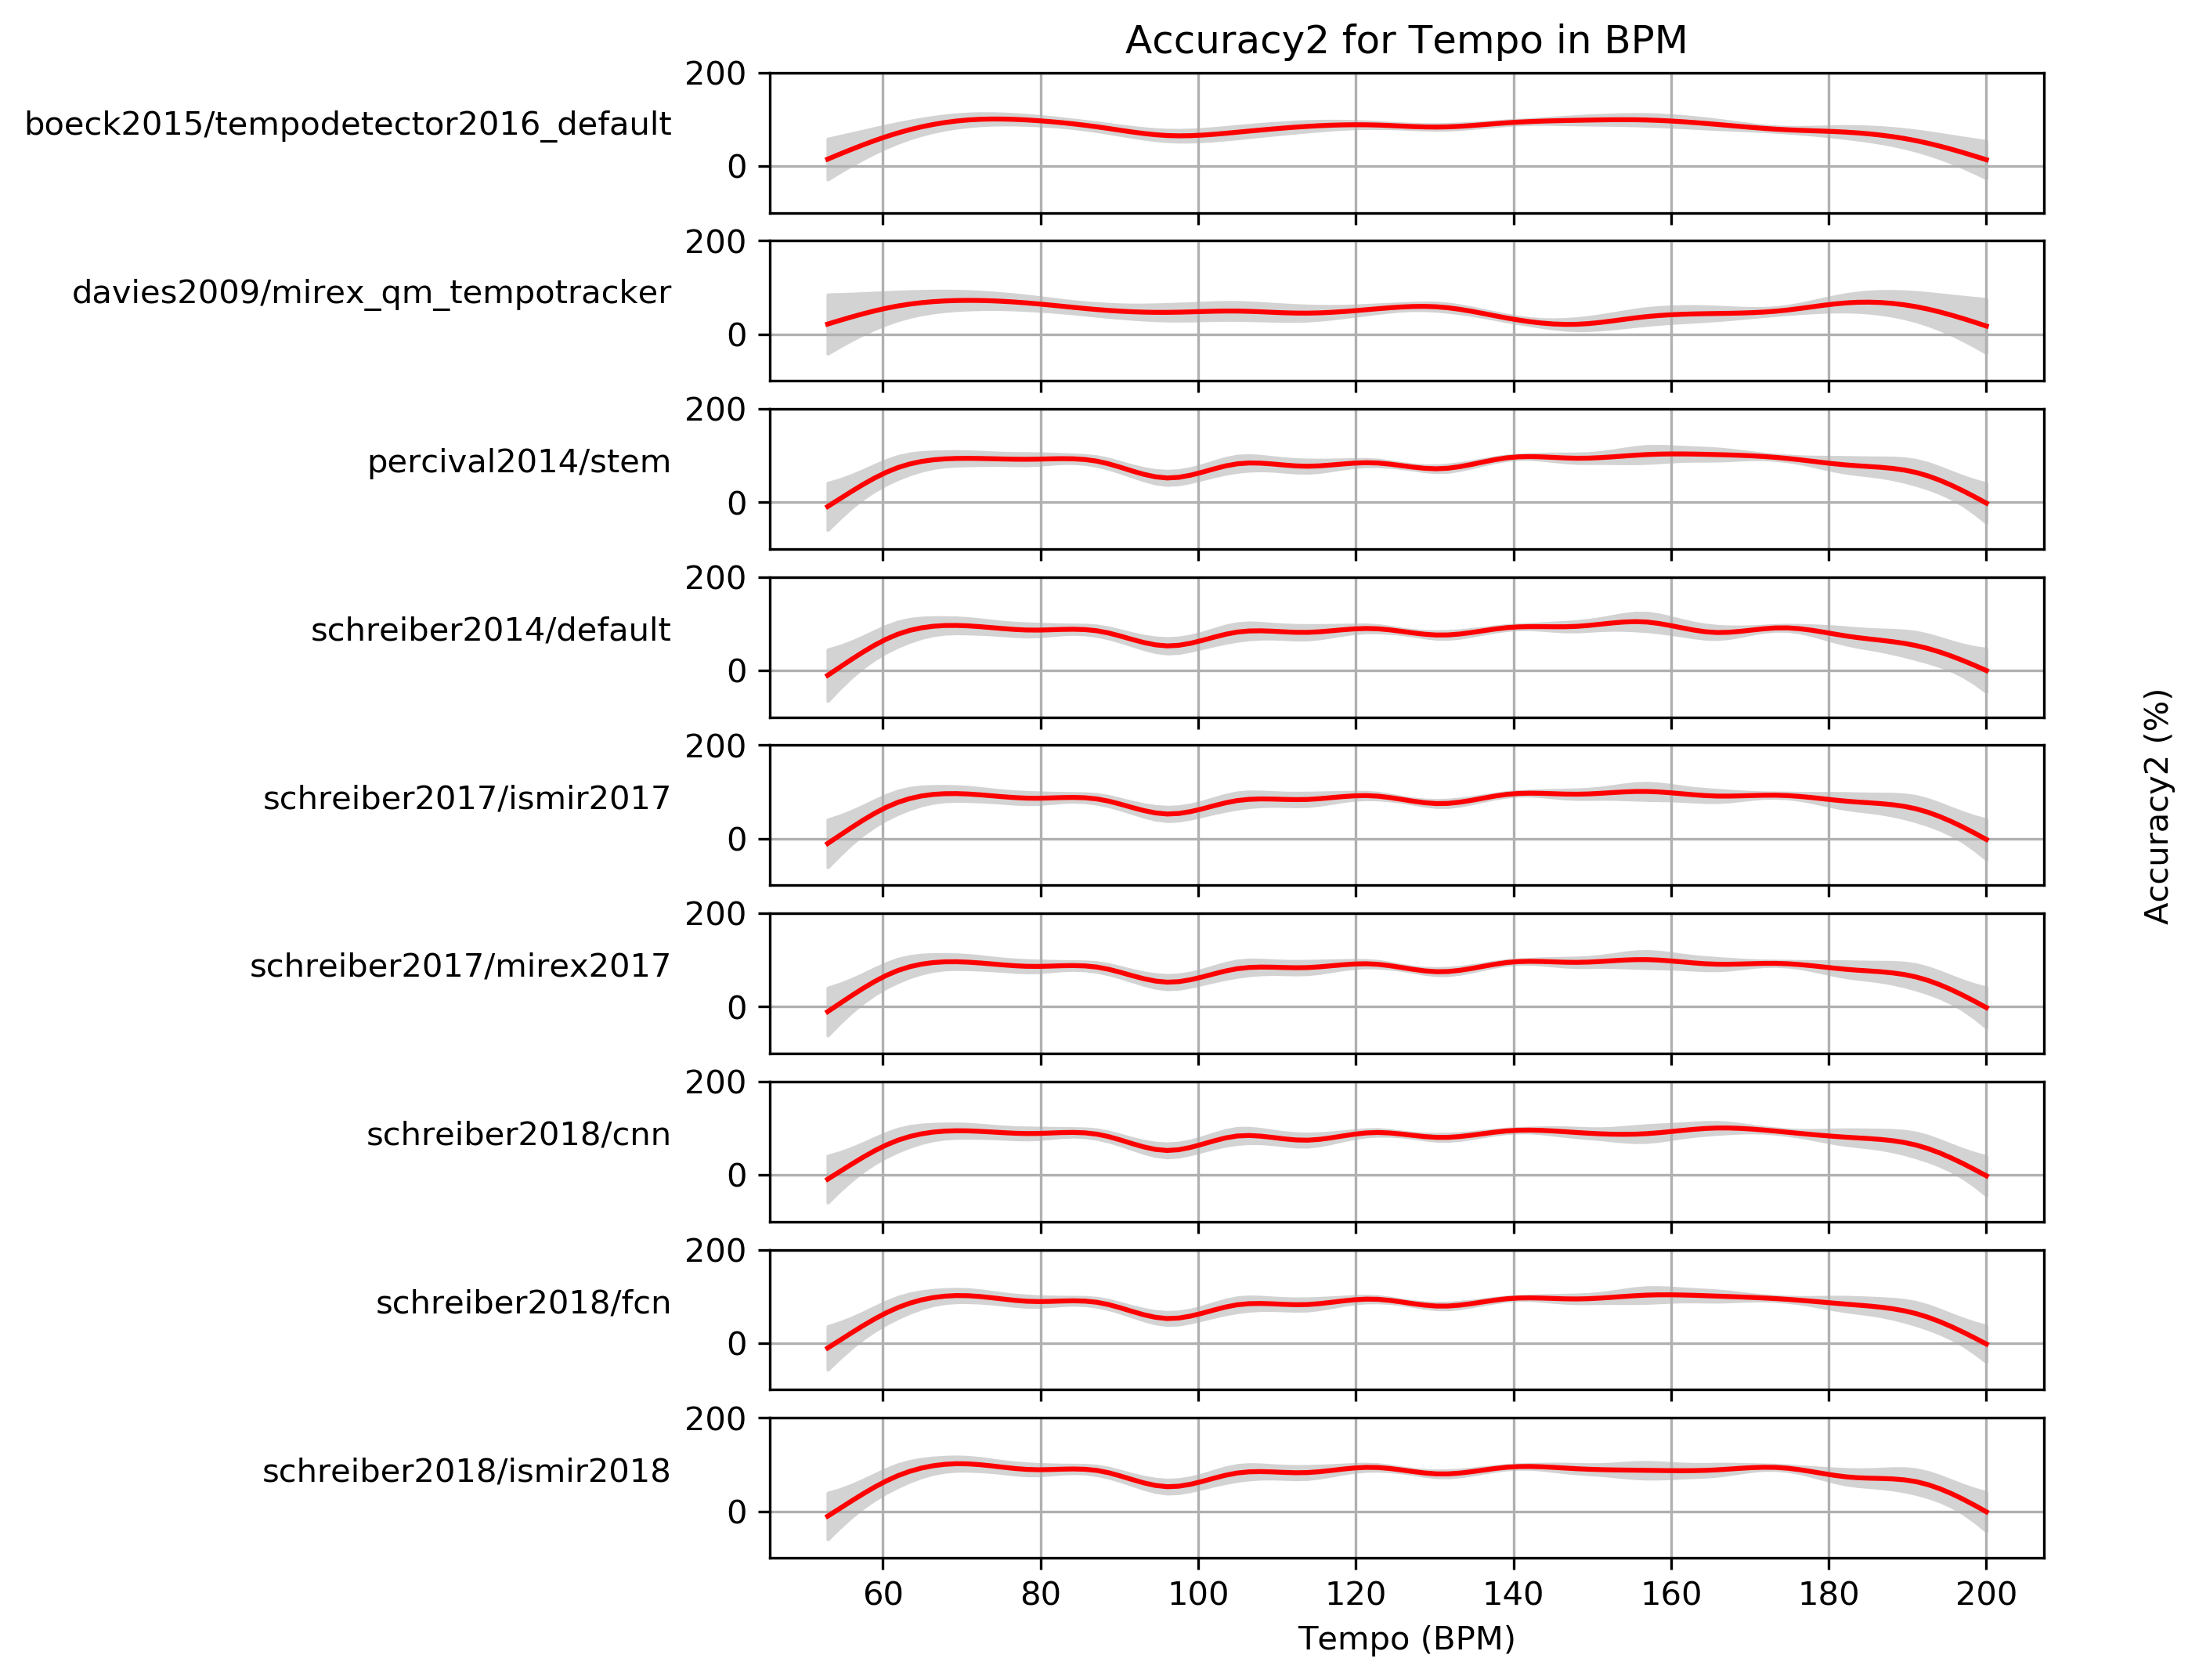 Accuracy2 for Tempo in BPM
boeck2015/tempodetector2016_default
200
0
davies2009/mirex_qm_tempotracker
200
0
percival2014/stem
200
0
schreiber2014/default
200
0
schreiber2017/ismir2017
200
0
schreiber2017/mirex2017
200
0
schreiber2018/cnn
200
0
schreiber2018/fcn
200
0
schreiber2018/ismir2018
200
0
60 80 100 120 140 160 180 200
Tempo (BPM)
Accuracy2 (%)